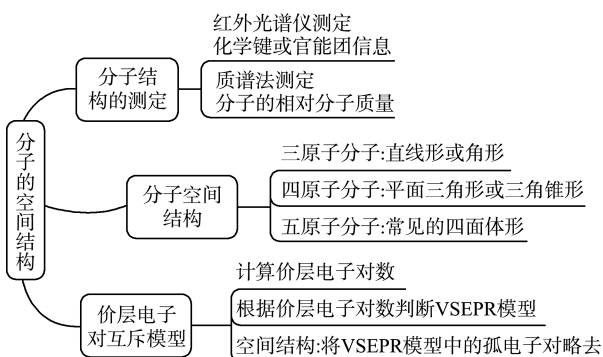 分子的空间结构
分子结
构的测定
红外光谱仪测定
化学键或官能团信息
质谱法测定
分子的相对分子质量
分子空间
结构
三原子分子:直线形或角形
四原子分子:平面三角形或三角锥形
五原子分子:常见的四面体形
价层电子
对互斥模型
计算价层电子对数
根据价层电子对数判断VSEPR模型
空间结构:将VSEPR模型中的孤电子对略去